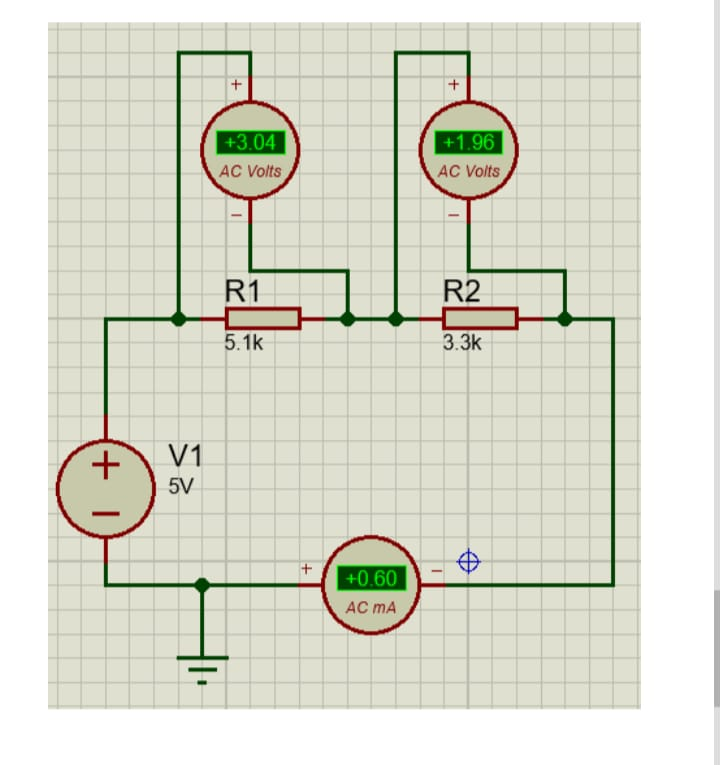 +
+3.04
AC Volts
−
+
+1.96
AC Volts
−
R1
5.1k
R2
3.3k
+
−
V1
5V
+
+0.60
AC mA
−